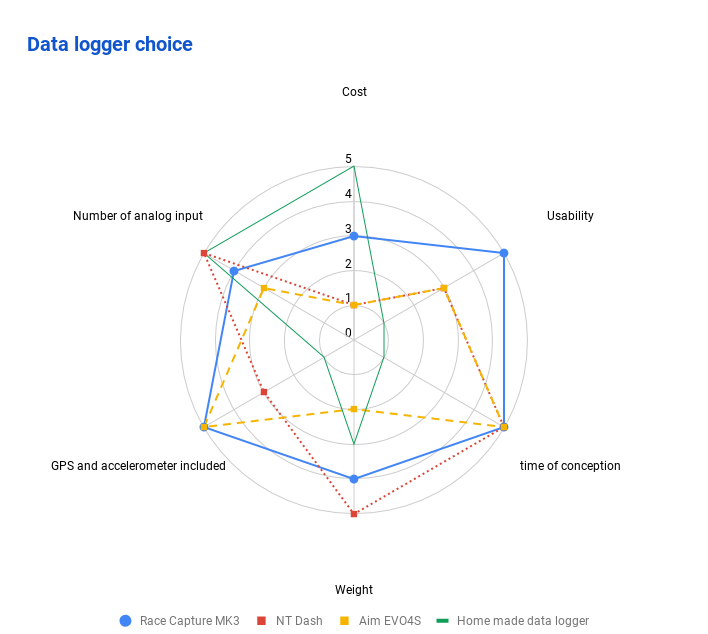 Data logger choice
Cost
5
4
3
2
1
0
Number of analog input
Usability
GPS and accelerometer included
time of conception
Weight
Race Capture MK3 NT Dash Aim EVO4S Home made data logger